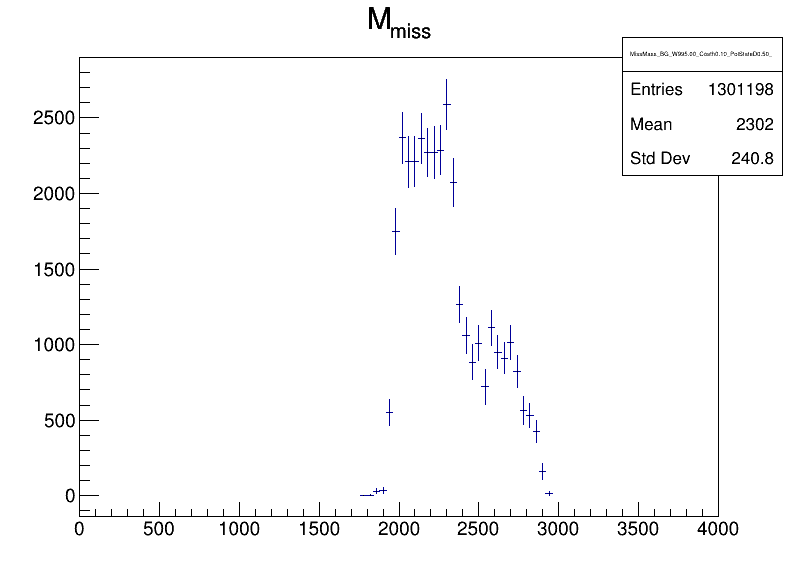 M_miss
MissMass_BG_W995.00_Costh0.10_PolStateD0.50_
Entries 1301198
Mean 2302
Std Dev 240.8
2500
2000
1500
1000
500
0
0 500 1000 1500 2000 2500 3000 3500 4000